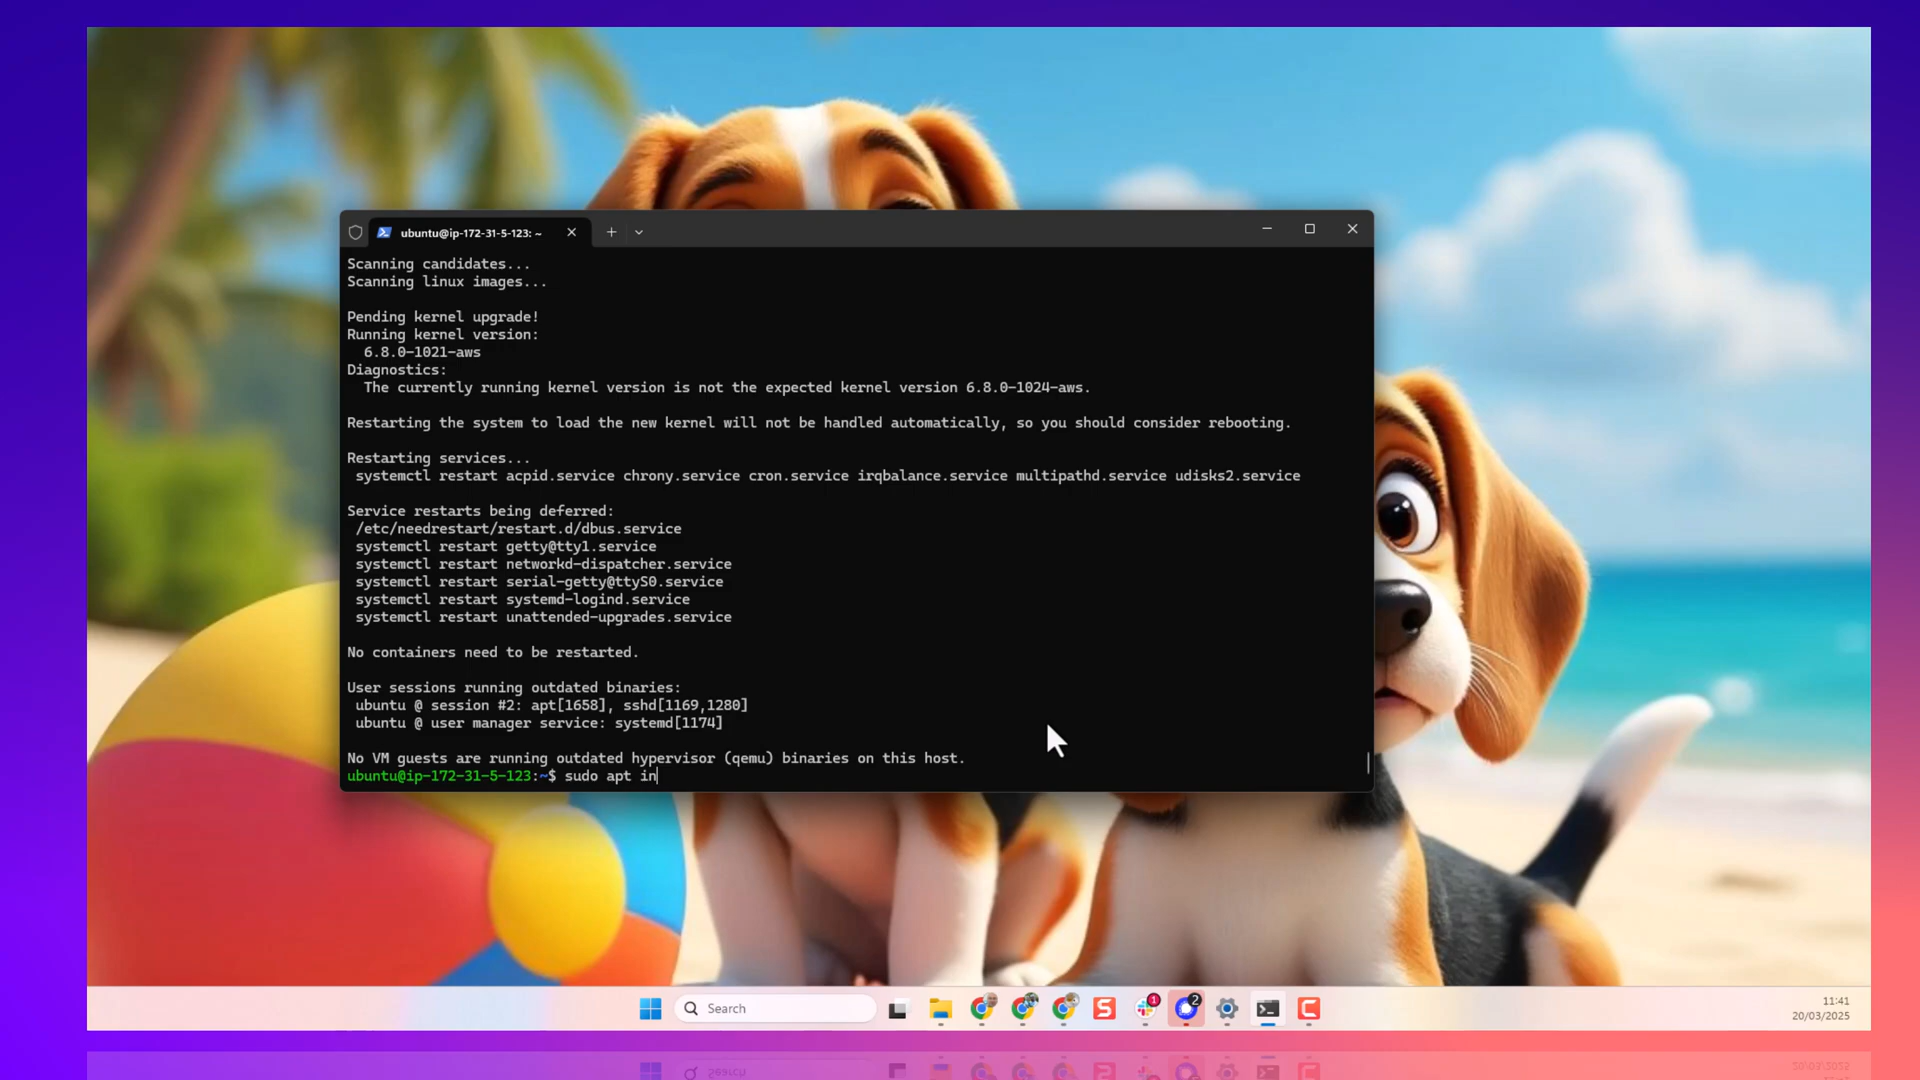 ubuntu@ip-172-31-5-123: ~
Scanning candidates...
Scanning linux images...
Pending kernel upgrade!
Running kernel version:
6.8.0-1021-aws
Diagnostics:
The currently running kernel version is not the expected kernel version 6.8.0-1024-aws.
Restarting the system to load the new kernel will not be handled automatically, so you should consider rebooting.
Restarting services...
systemctl restart acpid.service chrony.service cron.service irqbalance.service multipathd.service udisks2.service
Service restarts being deferred:
/etc/needrestart/restart.d/dbus.service
systemctl restart getty@tty1.service
systemctl restart networkd-dispatcher.service
systemctl restart serial-getty@ttyS0.service
systemctl restart systemd-logind.service
systemctl restart unattended-upgrades.service
No containers need to be restarted.
User sessions running outdated binaries:
ubuntu @ session #2: apt[1658], sshd[1169,1280]
ubuntu @ user manager service: systemd[1174]
No VM guests are running outdated hypervisor (qemu) binaries on this host.
ubuntu@ip-172-31-5-123:~$ sudo apt in
Search
1
2
11:41
20/03/2025